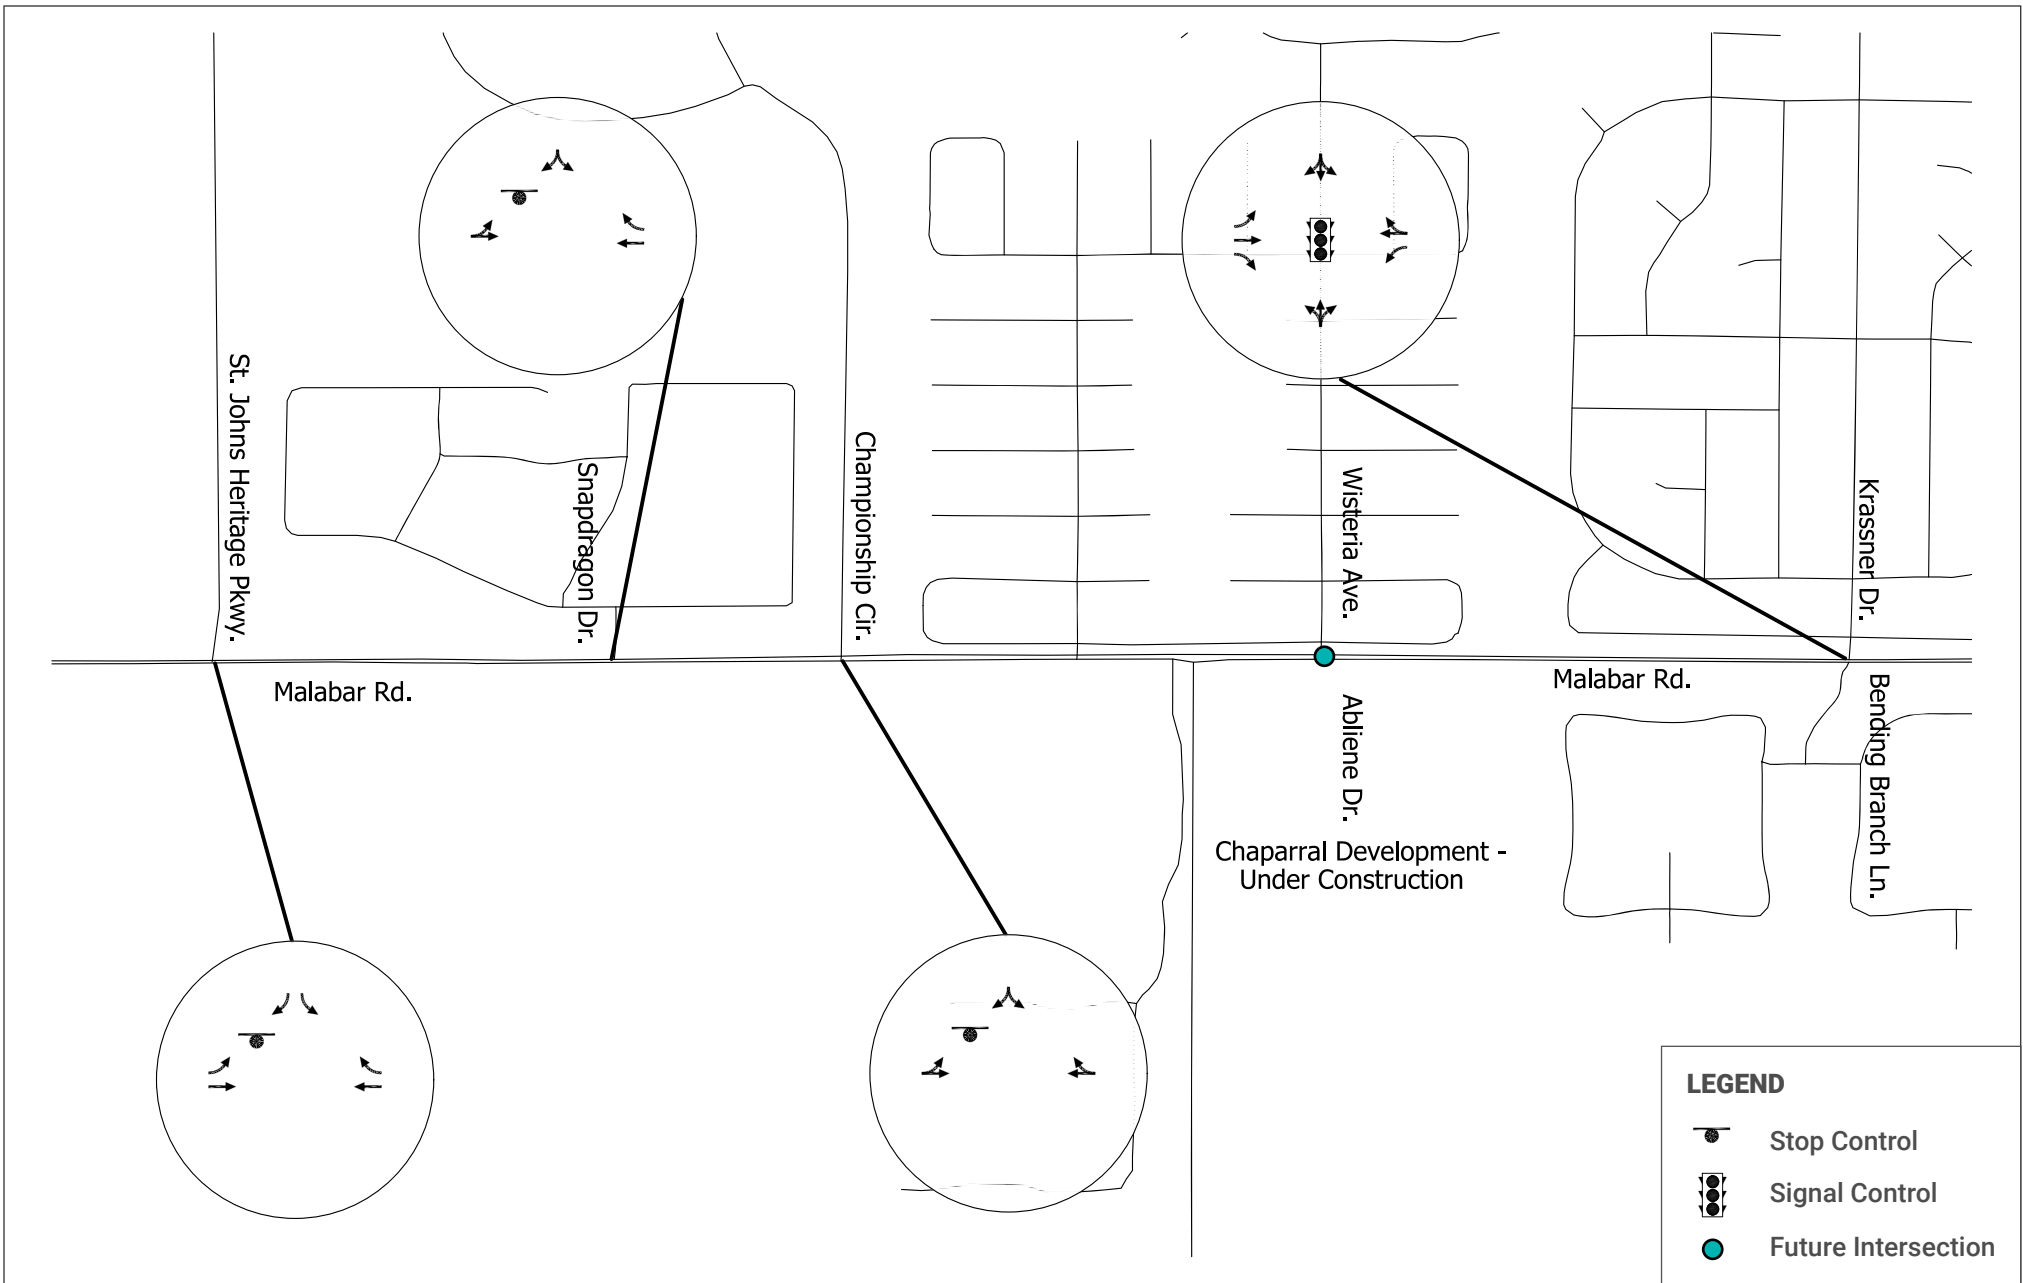 St. Johns Heritage Pkwy.
Snapdragon Dr.
Championship Cir.
Wisteria Ave.
Krassner Dr.
Malabar Rd.
Malabar Rd.
Abliene Dr.
Bending Branch Ln.
Chaparral Development -
Under Construction
LEGEND
Stop Control
Signal Control
Future Intersection